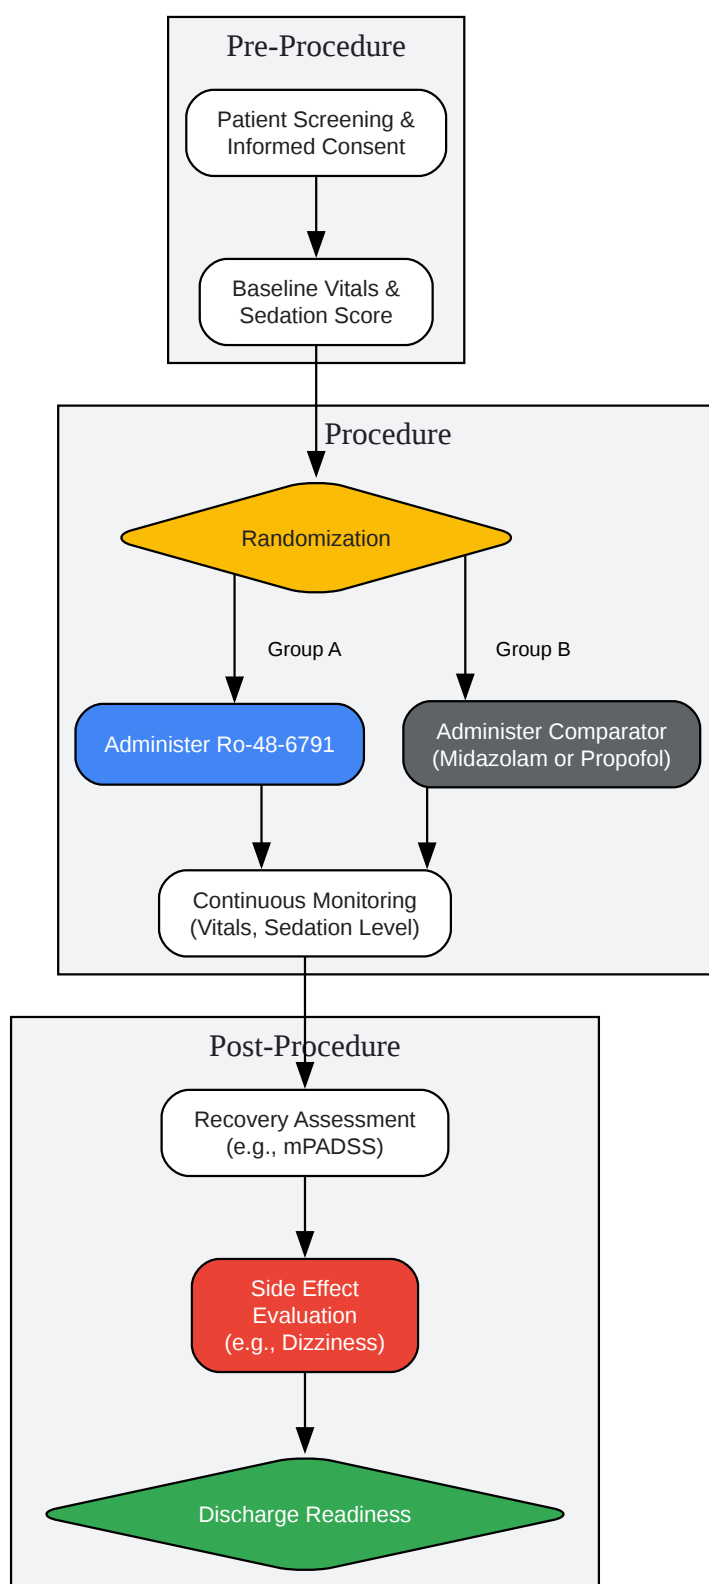 Pre-Procedure
Patient Screening &
Informed Consent
Baseline Vitals &
Sedation Score
Procedure
Randomization
Group A
Group B
Administer Ro-48-6791
Administer Comparator
(Midazolam or Propofol)
Continuous Monitoring
(Vitals, Sedation Level)
Post-Procedure
Recovery Assessment
(e.g., mPADSS)
Side Effect
Evaluation
(e.g., Dizziness)
Discharge Readiness